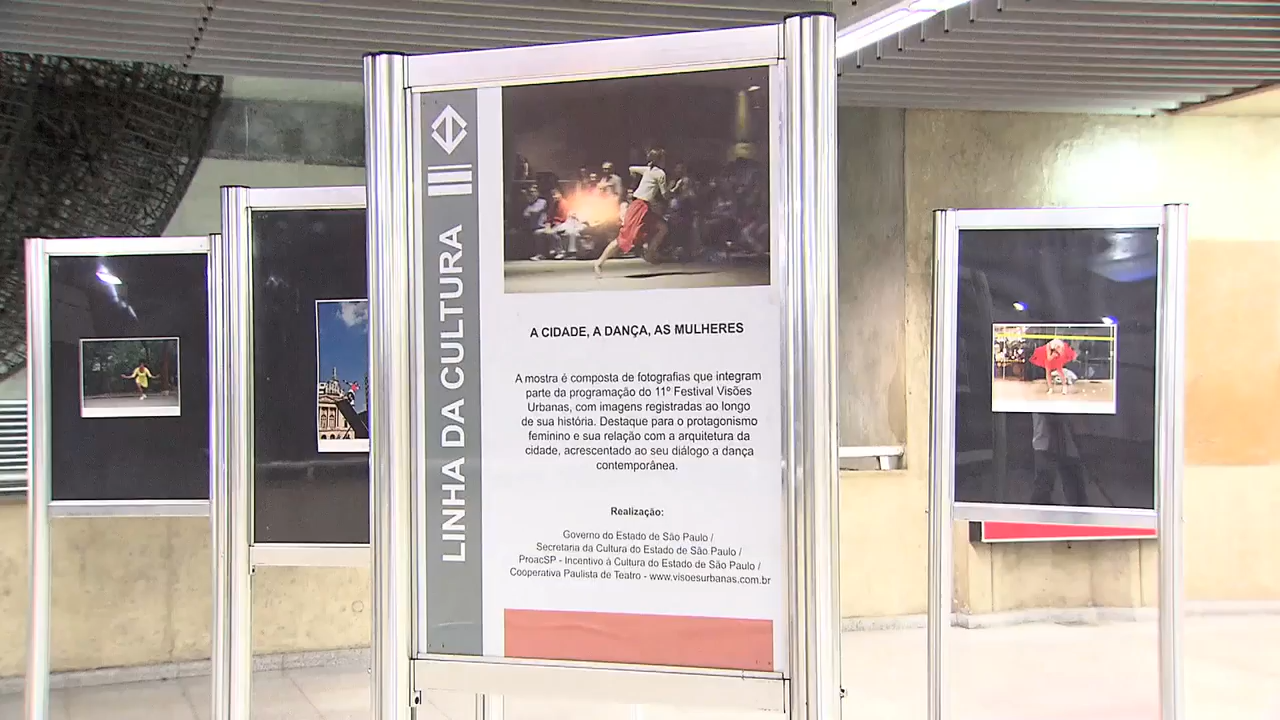 LINHA DA CULTURA
A CIDADE, A DANÇA, AS MULHERES
A mostra é composta de fotografias que integram
parte da programação do 11º Festival Visões
Urbanas, com imagens registradas ao longo
de sua história. Destaque para o protagonismo
feminino e sua relação com a arquitetura da
cidade, acrescentado ao seu diálogo a dança
contemporânea.
Realização:
Governo do Estado de São Paulo /
Secretaria da Cultura do Estado de São Paulo /
ProacSP - Incentivo à Cultura do Estado de São Paulo /
Cooperativa Paulista de Teatro - www.visoesurbanas.com.br